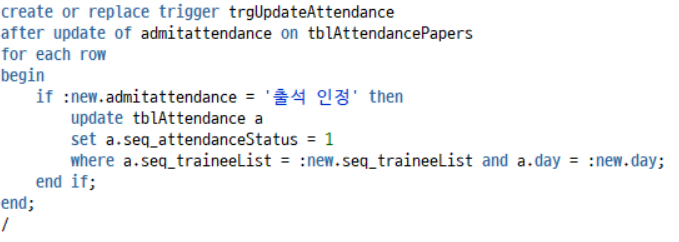 create or replace trigger trgUpdateAttendance
after update of admitattendance on tblAttendancePapers
for each row
begin
    if :new.admitattendance = '출석 인정' then
        update tblAttendance a
        set a.seq_attendanceStatus = 1
        where a.seq_traineeList = :new.seq_traineeList and a.day = :new.day;
    end if;
end;
/